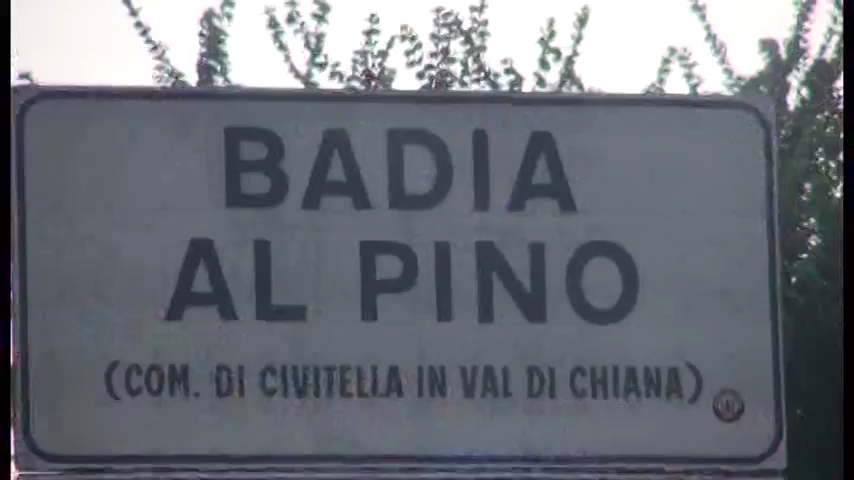 BADIA
AL PINO
(COM. DI CIVITELLA IN VAL DI CHIANA)